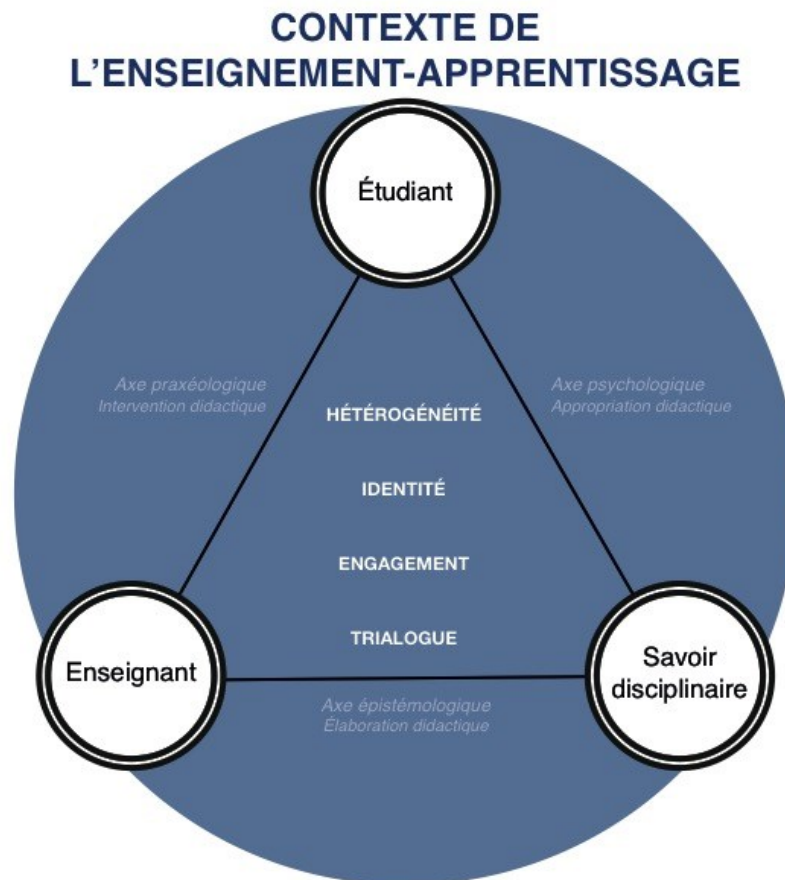 CONTEXTE DE
L’ENSEIGNEMENT-APPRENTISSAGE
Étudiant
Axe praxéologique
Intervention didactique
Axe psychologique
Appropriation didactique
HÉTÉROGÉNÉITÉ
IDENTITÉ
ENGAGEMENT
TRIALOGUE
Enseignant
Savoir
disciplinaire
Axe épistémologique
Élaboration didactique